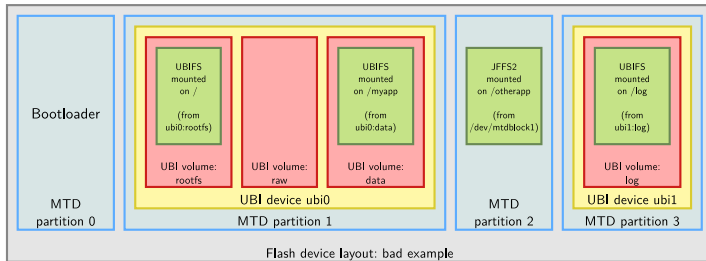 Bootloader
MTD
partition 0
UBIFS
mounted
on /
(from
ubi0:rootfs)
UBI volume:
rootfs
UBI volume:
raw
UBIFS
mounted
on /myapp
(from
ubi0:data)
UBI volume:
data
UBI device ubi0
MTD partition 1
JFFS2
mounted
on /otherapp
(from
/dev/mtdblock1)
MTD
partition 2
UBIFS
mounted
on /log
(from
ubi1:log)
UBI volume:
log
UBI device ubi1
MTD partition 3
Flash device layout: bad example